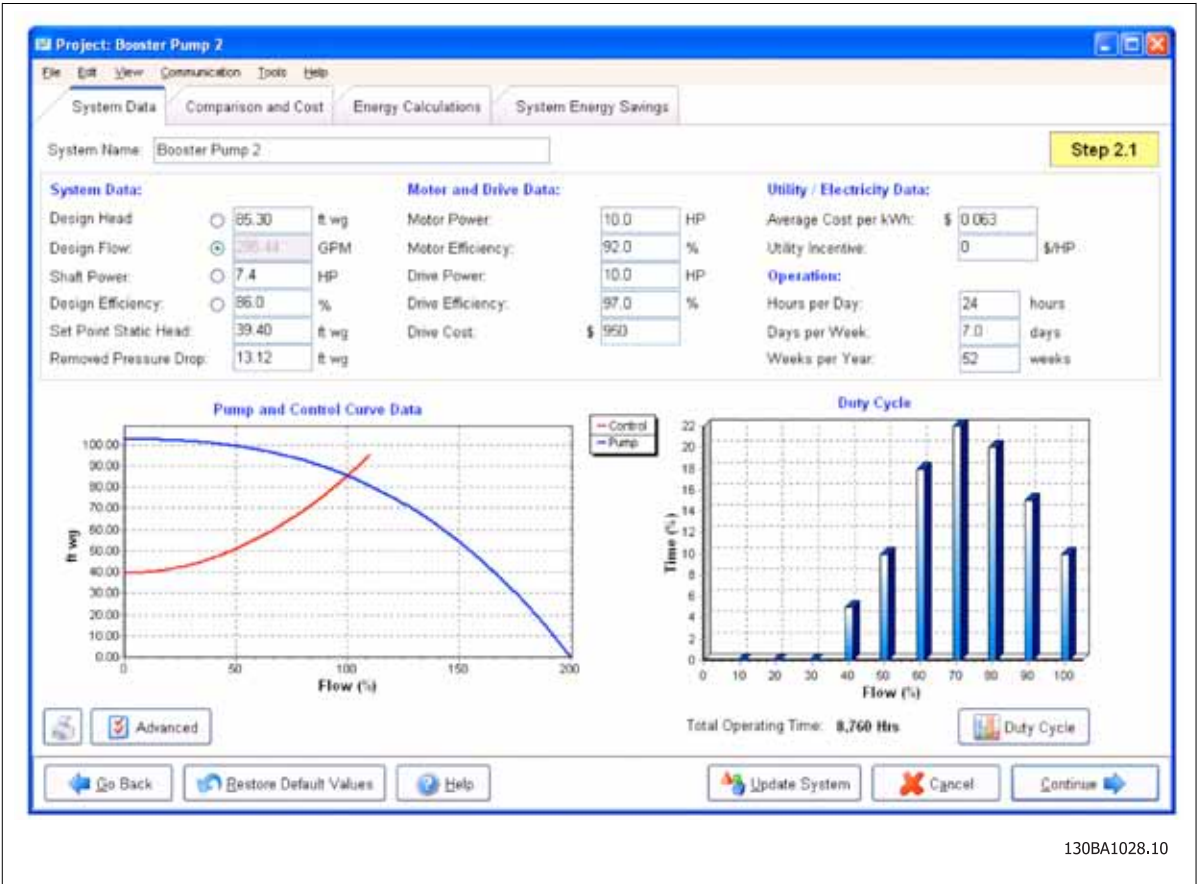 Project: Booster Pump 2
File Edit View Communication Tools Help
System Data Comparison and Cost Energy Calculations System Energy Savings
System Name: Booster Pump 2
Step 2.1
System Data:
Design Head 85.30 ft wg
Design Flow: GPM
Shaft Power: 7.4 HP
Design Efficiency: 86.0 %
Set Point Static Head: 39.40 ft wg
Removed Pressure Drop: 13.12 ft wg
Motor and Drive Data:
Motor Power: 10.0 HP
Motor Efficiency: 92.0 %
Drive Power: 10.0 HP
Drive Efficiency: 97.0 %
Drive Cost: $ 950
Utility / Electricity Data:
Average Cost per kWh: $ 0.063
Utility Incentive: 0 $/HP
Operation:
Hours per Day: 24 hours
Days per Week: 7.0 days
Weeks per Year: 52 weeks
Pump and Control Curve Data
Control
Pump
ft wg
100.00
90.00
80.00
70.00
60.00
50.00
40.00
30.00
20.00
10.00
0.00
0 50 100 150 200
Flow (%)
Duty Cycle
Time (%)
22
20
18
16
14
12
10
8
6
4
2
0
0 10 20 30 40 50 60 70 80 90 100
Flow (%)
Advanced
Total Operating Time: 8,760 Hrs
Duty Cycle
Go Back
Restore Default Values
Help
Update System
Cancel
Continue
130BA1028.10